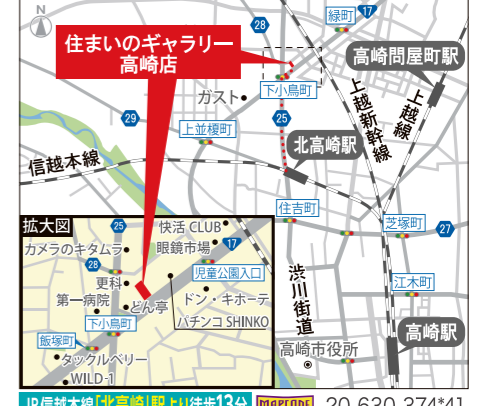 N
28
17
緑町
住まいのギャラリー
高崎店
高崎問屋町駅
ガスト
下小鳥町
上越新幹線
上越線
29
25
上並榎町
北高崎駅
信越本線
住吉町
芝塚町
27
拡大図
25
快活 CLUB
カメラのキタムラ
眼鏡市場
17
28
児童公園入口
更科
第一病院
どん亭
ドン・キホーテ
渋川街道
江木町
下小鳥町
パチンコ SHINKO
飯塚町
タックルベリー
WILD-1
高崎市役所
高崎駅
JR信越本線「北高崎」駅より徒歩13分
MAPCODE
20 630 374*41